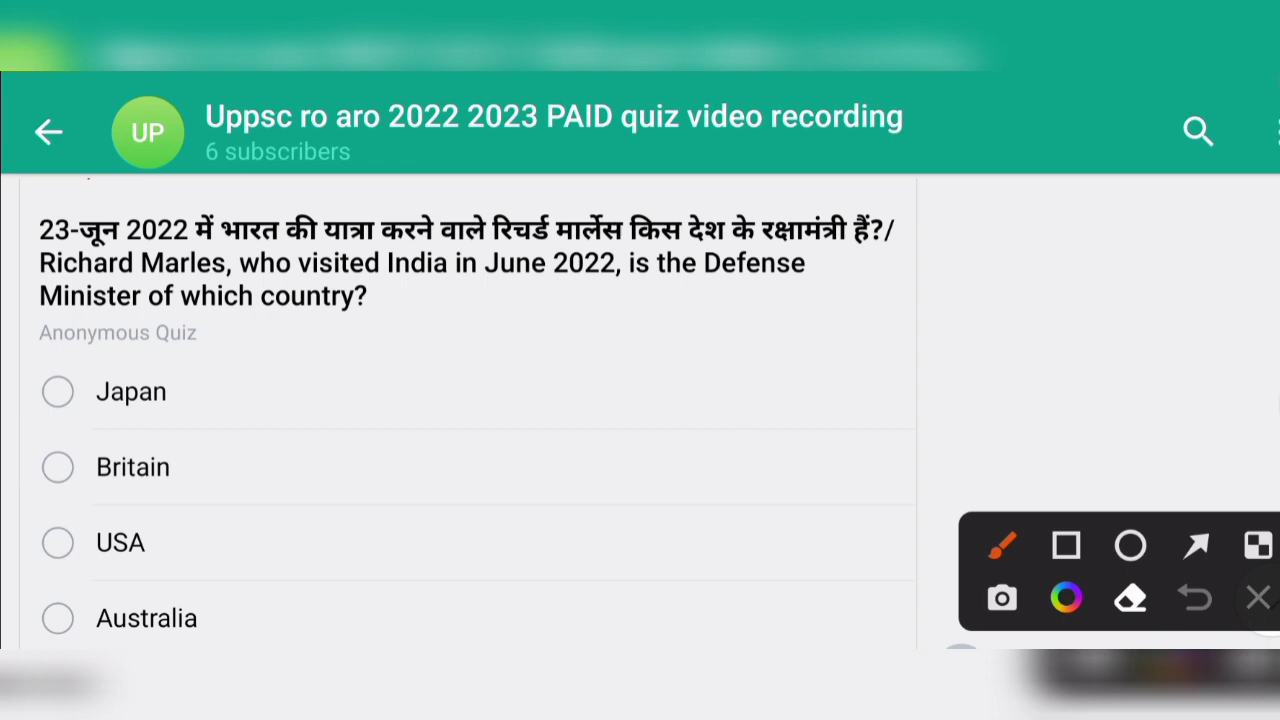 UP
Uppsc ro aro 2022 2023 PAID quiz video recording
6 subscribers
23-जून 2022 में भारत की यात्रा करने वाले रिचर्ड मार्लेस किस देश के रक्षामंत्री हैं?/
Richard Marles, who visited India in June 2022, is the Defense
Minister of which country?
Anonymous Quiz
Japan
Britain
USA
Australia